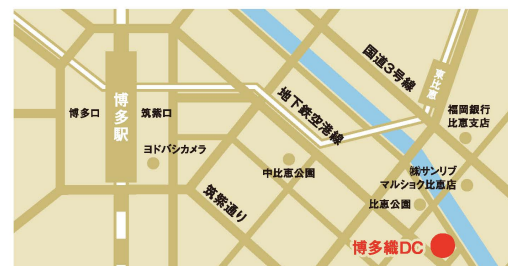 国道3号線
東比恵
福岡銀行
比恵支店
博多駅
博多口
筑紫口
地下鉄空港線
ヨドバシカメラ
中比恵公園
㈱サンリブ
マルショク比恵店
比恵公園
筑紫通り
博多織DC